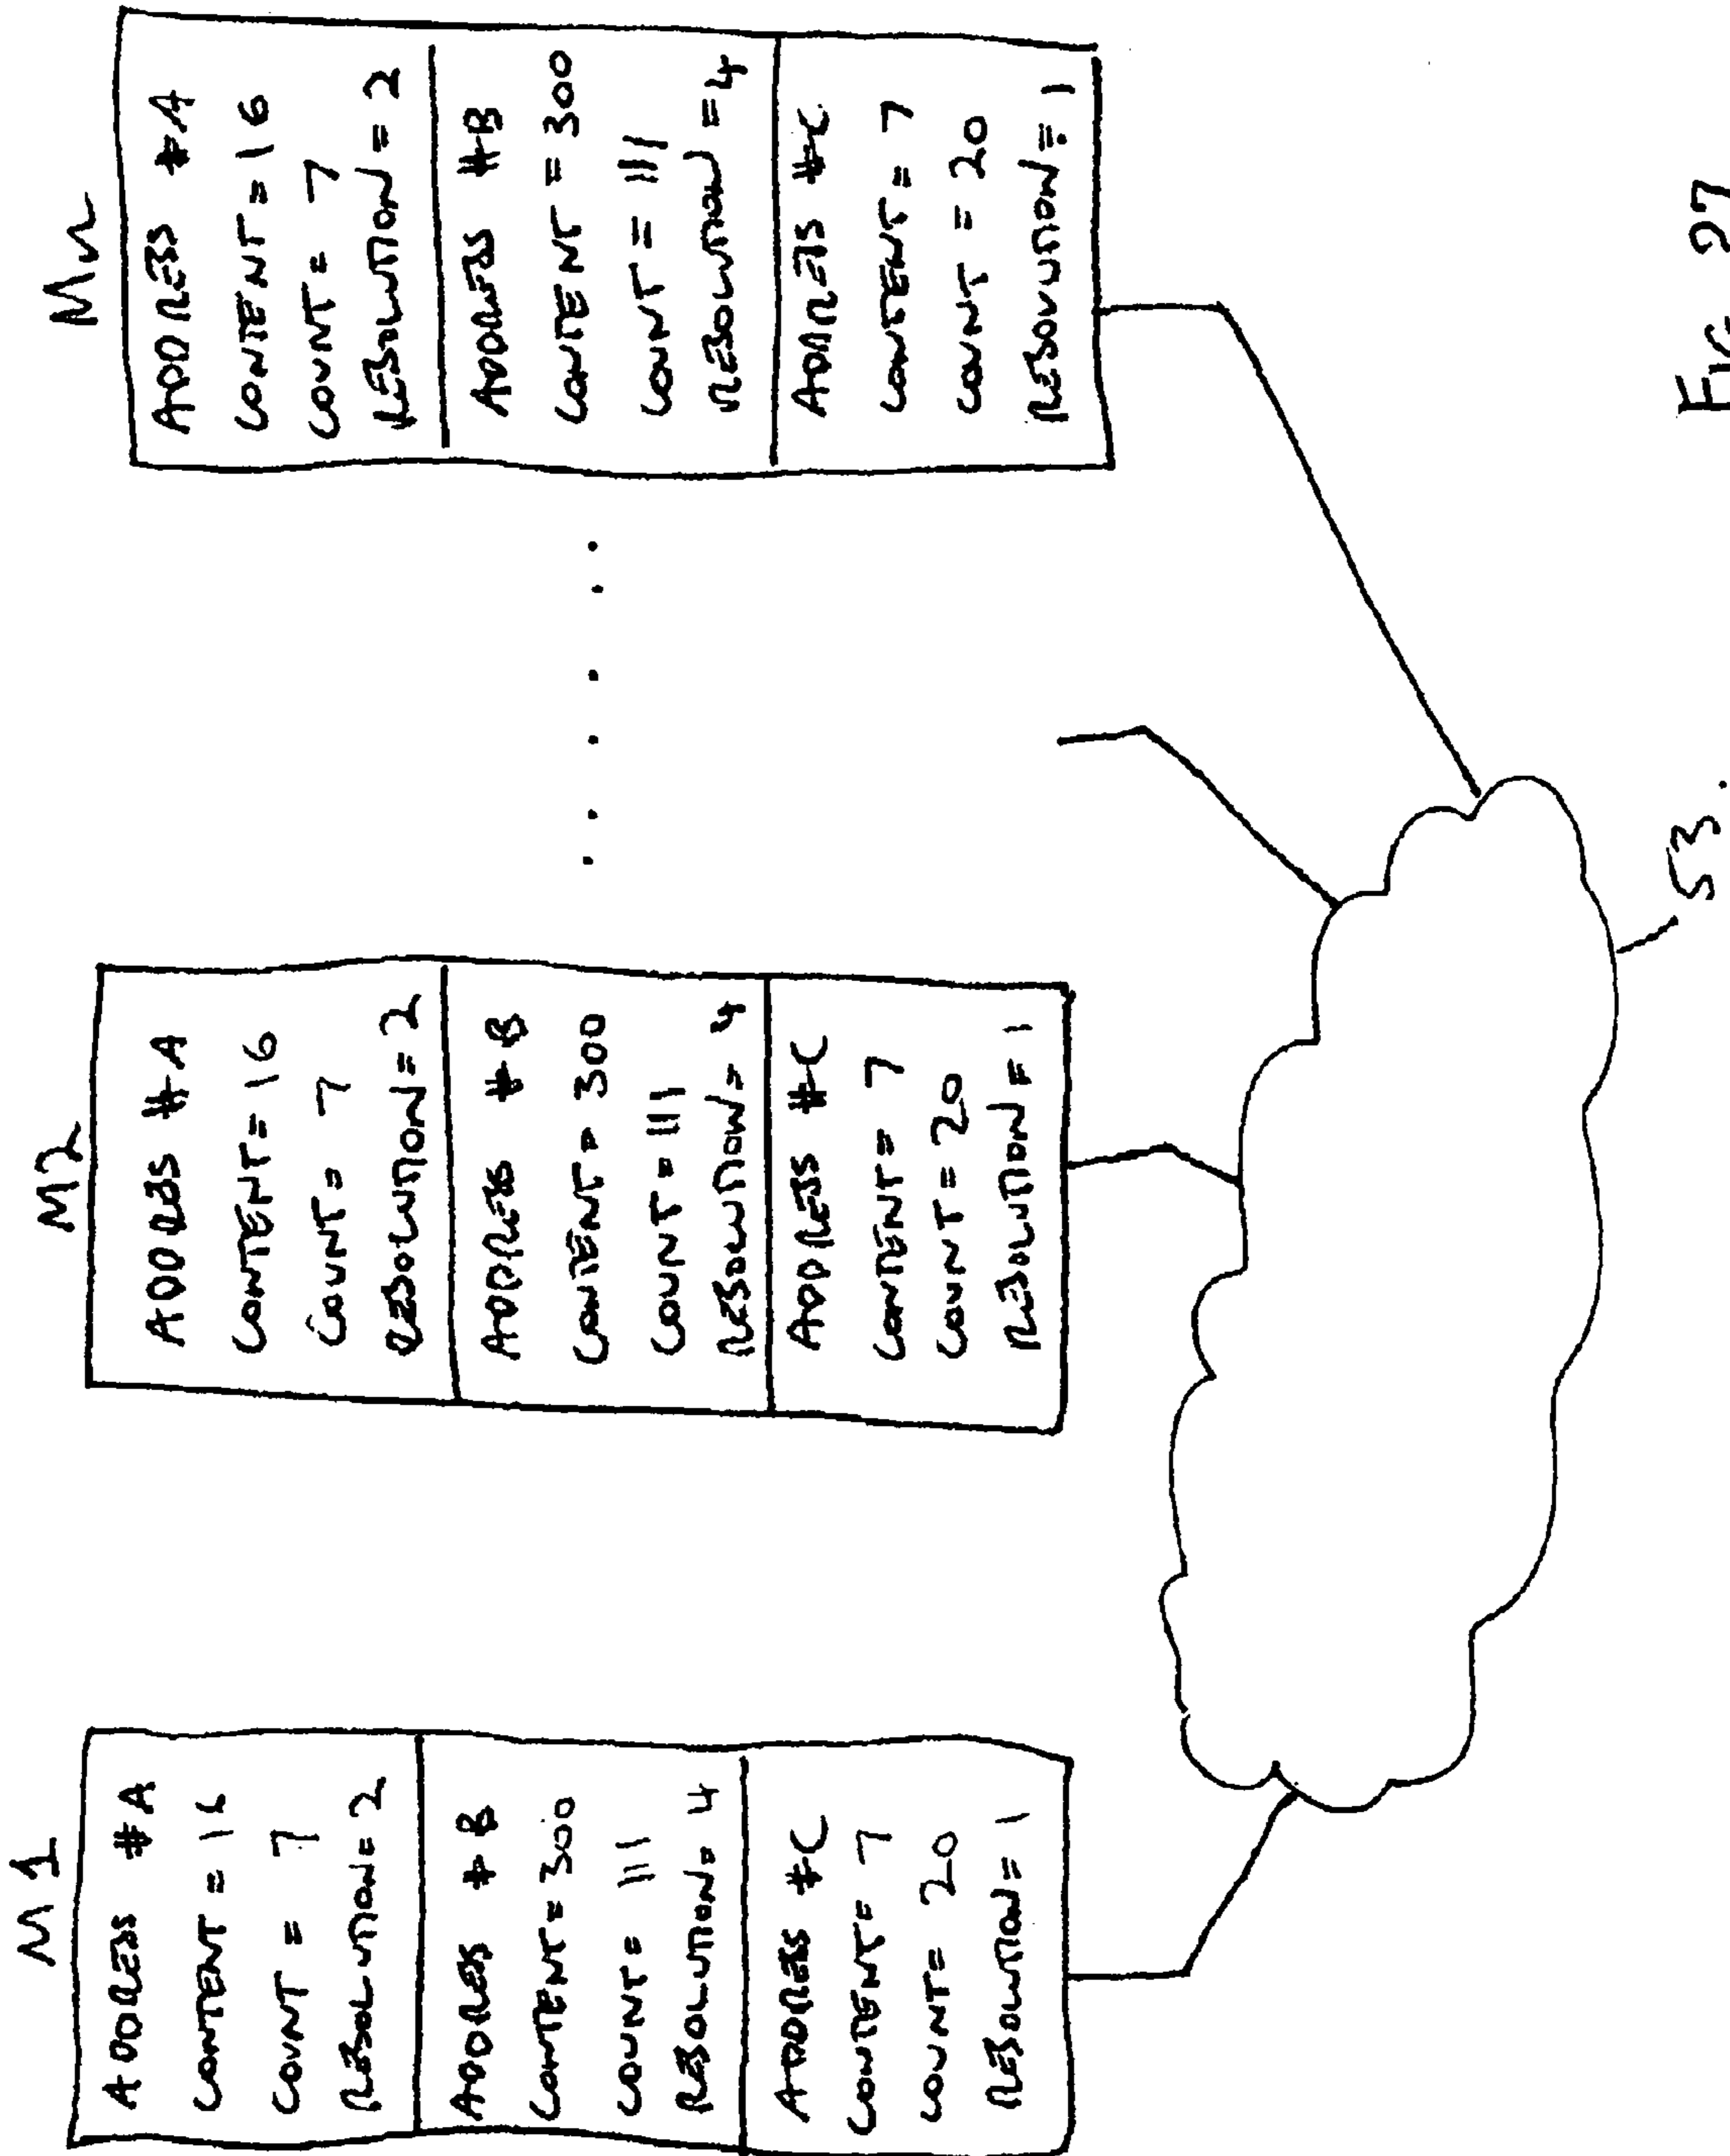 M1
ADDRESS #A
CONTENT = 16
COUNT = 7
RESOLUTION = 2
ADDRESS #B
CONTENT = 300
COUNT = 111
RESOLUTION = 4
ADDRESS #C
CONTENT = 7
COUNT = 20
RESOLUTION = 1
M2
ADDRESS #A
CONTENT = 16
COUNT = 7
RESOLUTION = 2
ADDRESS #B
CONTENT = 300
COUNT = 111
RESOLUTION = 4
ADDRESS #C
CONTENT = 7
COUNT = 20
RESOLUTION = 1
. . . . . .
Mn
ADDRESS #A
CONTENT = 16
COUNT = 7
RESOLUTION = 2
ADDRESS #B
CONTENT = 300
COUNT = 111
RESOLUTION = 4
ADDRESS #C
CONTENT = 7
COUNT = 20
RESOLUTION = 1
53.
FIG 27